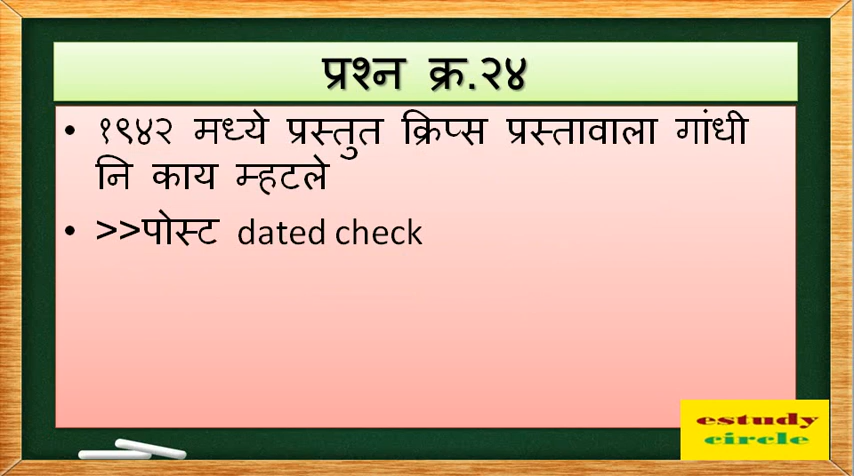 प्रश्न क्र.२४
• १९४२ मध्ये प्रस्तुत क्रिप्स प्रस्तावाला गांधी
नि काय म्हटले
• >>पोस्ट dated check
estudy
circle